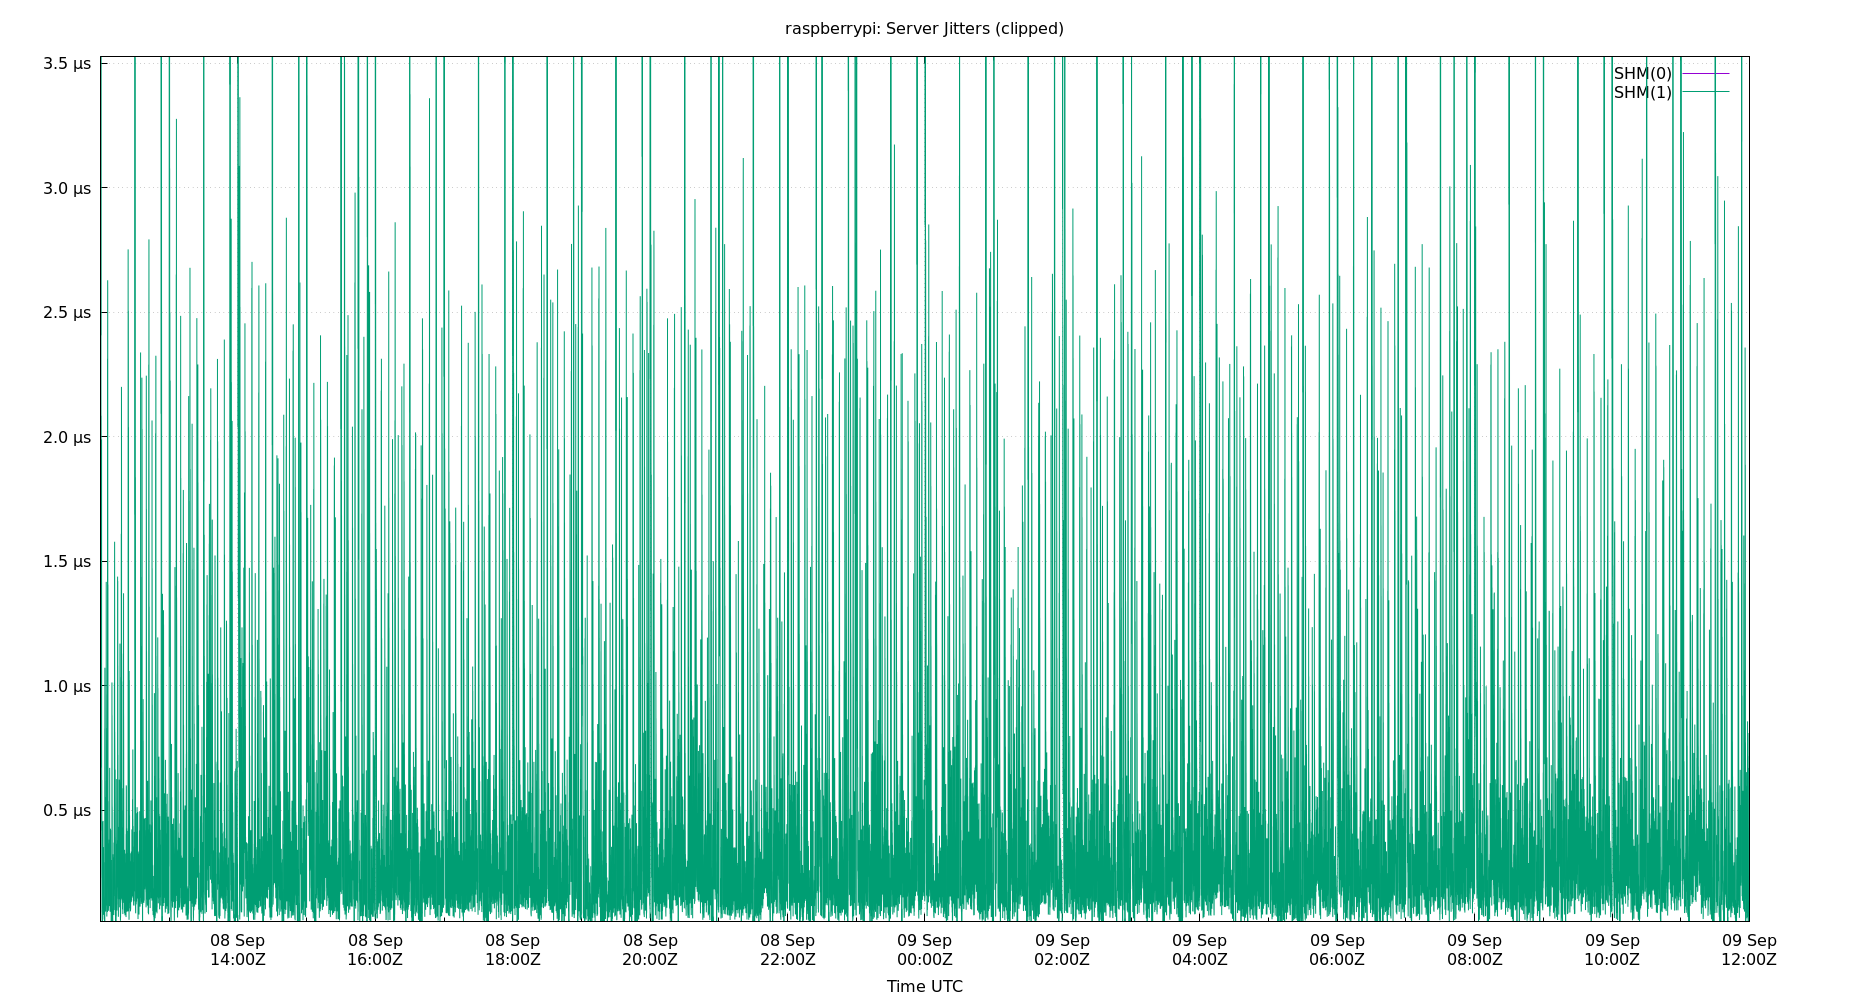 raspberrypi: Server Jitters (clipped)
3.5 µs
SHM(0)
SHM(1)
3.0 µs
2.5 µs
2.0 µs
1.5 µs
1.0 µs
0.5 µs
08 Sep 08 Sep 08 Sep 08 Sep 08 Sep 09 Sep 09 Sep 09 Sep 09 Sep 09 Sep 09 Sep 09 Sep
14:00Z 16:00Z 18:00Z 20:00Z 22:00Z 00:00Z 02:00Z 04:00Z 06:00Z 08:00Z 10:00Z 12:00Z
Time UTC